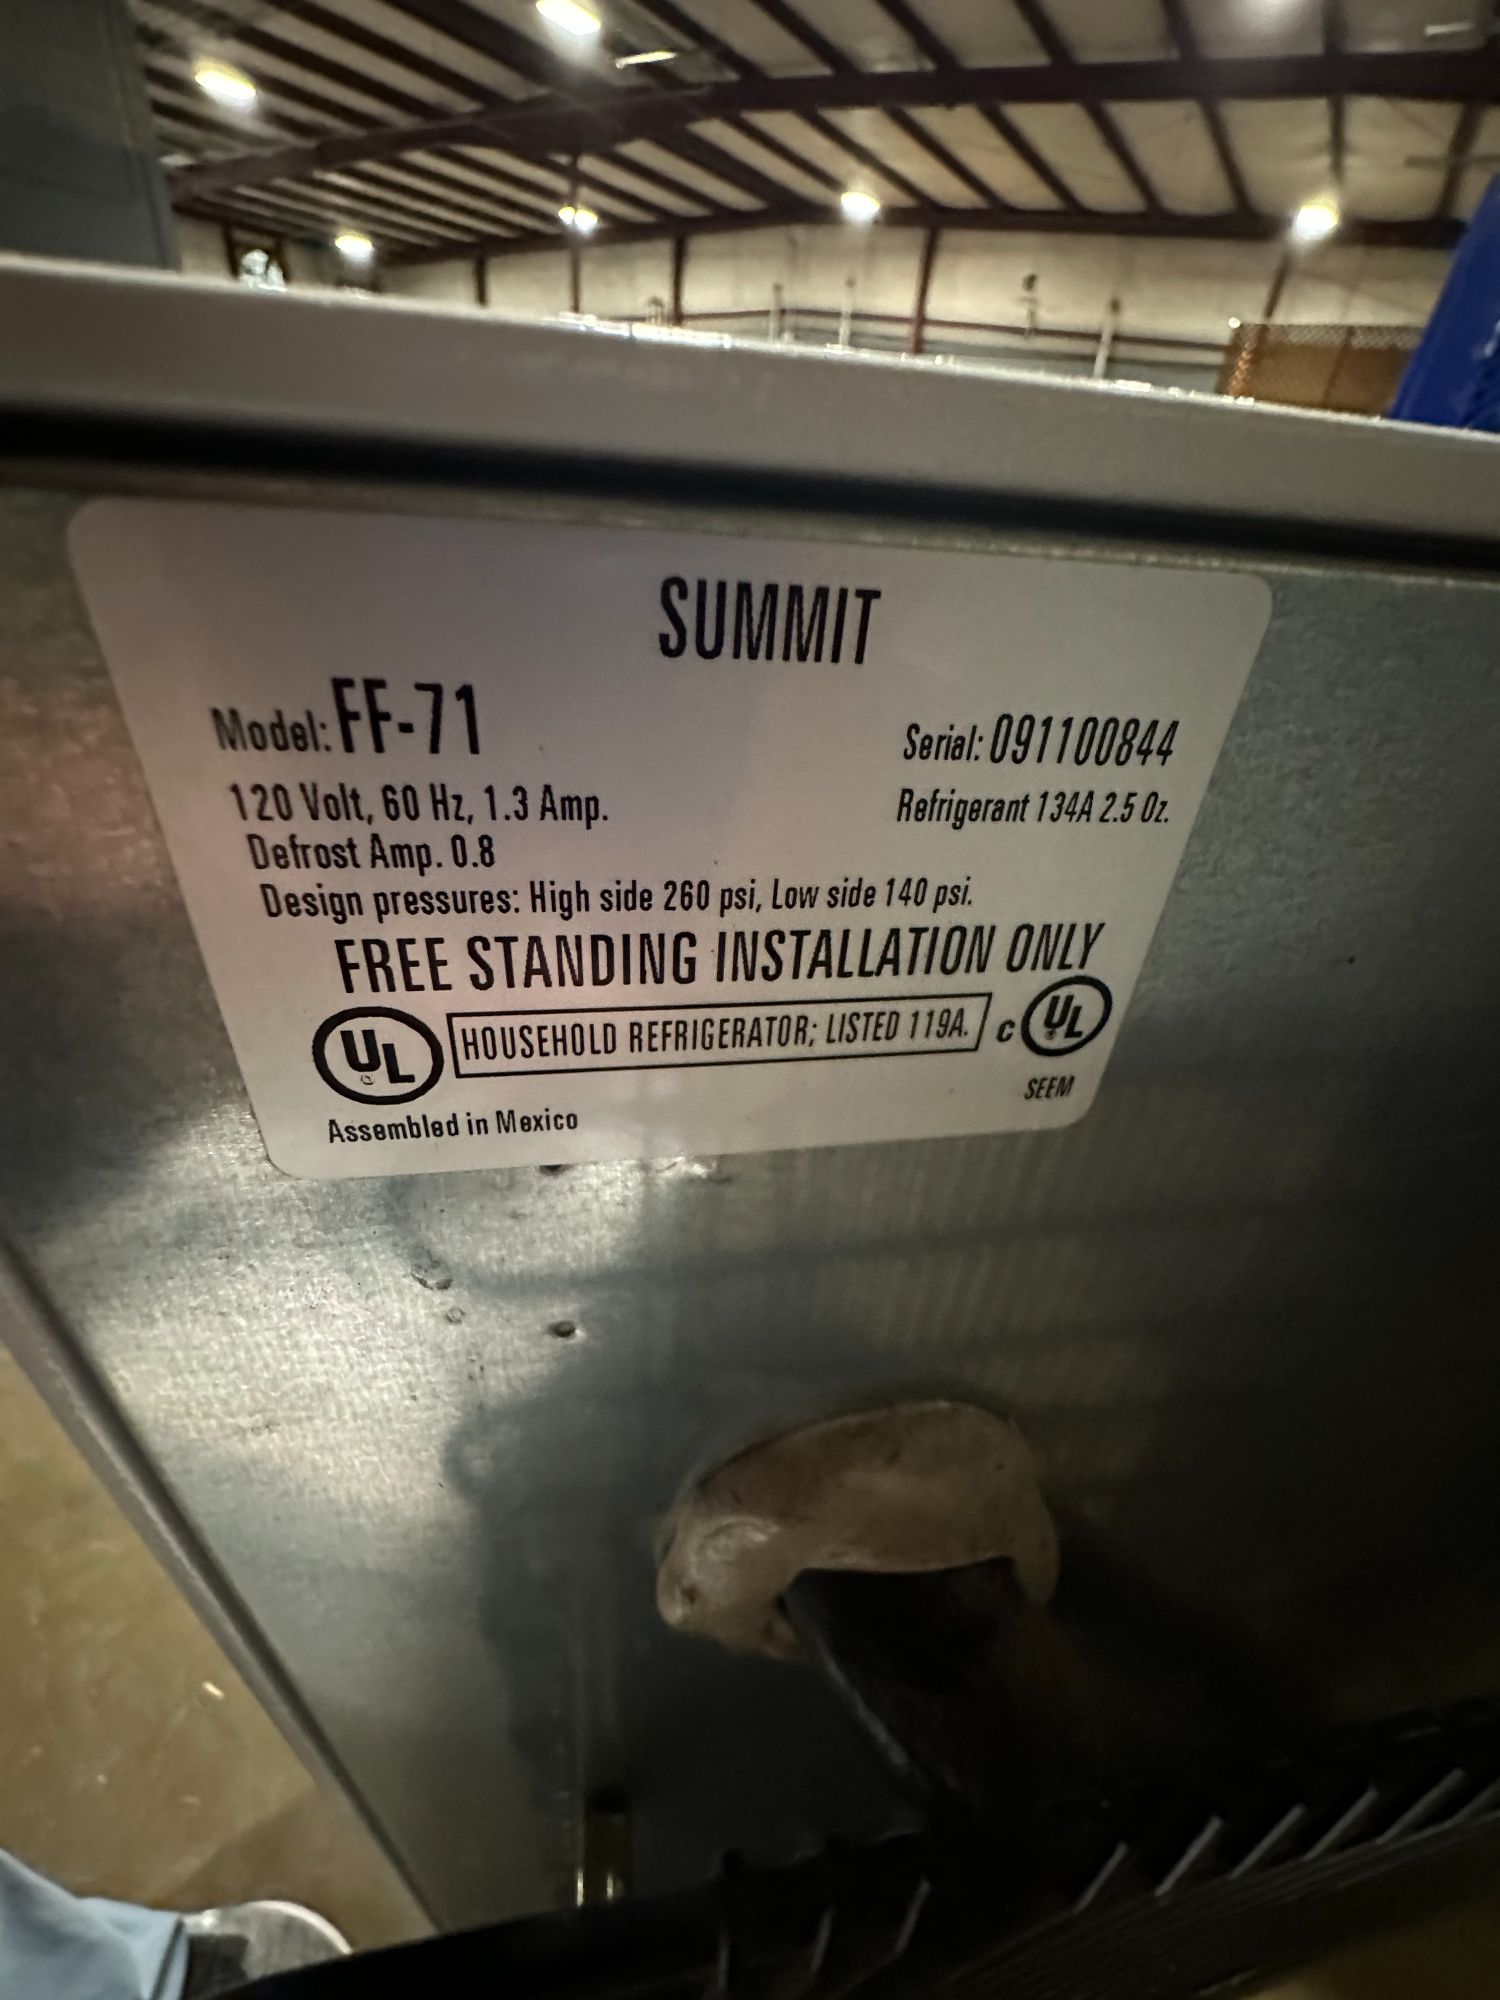 SUMMIT
Model: FF-71
Serial: 091100844
120 Volt, 60 Hz, 1.3 Amp.
Refrigerant 134A 2.5 Oz.
Defrost Amp. 0.8
Design pressures: High side 260 psi, Low side 140 psi.
FREE STANDING INSTALLATION ONLY
UL HOUSEHOLD REFRIGERATOR; LISTED 119A. c UL
SEEM
Assembled in Mexico